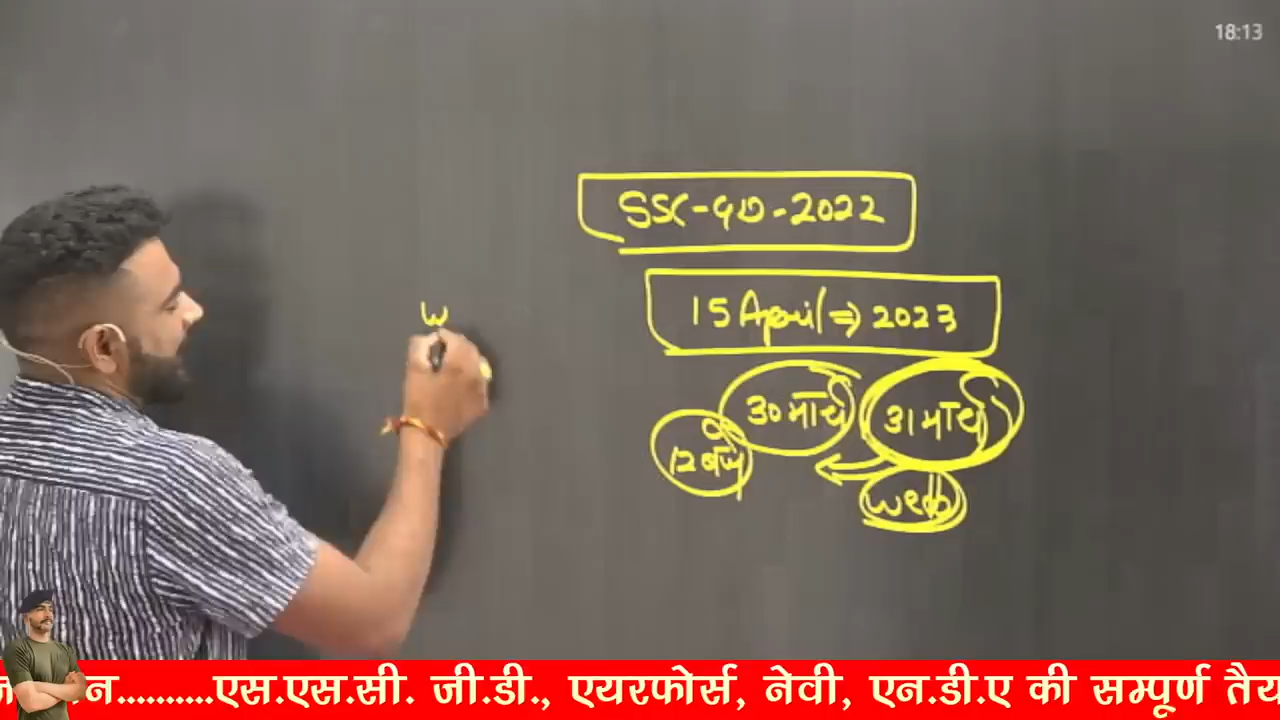 18:13
SSC-GD-2022
15 April => 2023
30 मार्च 31 मार्च
12 बजे
web
W
न..........एस.एस.सी. जी.डी., एयरफोर्स, नेवी, एन.डी.ए की सम्पूर्ण तैय